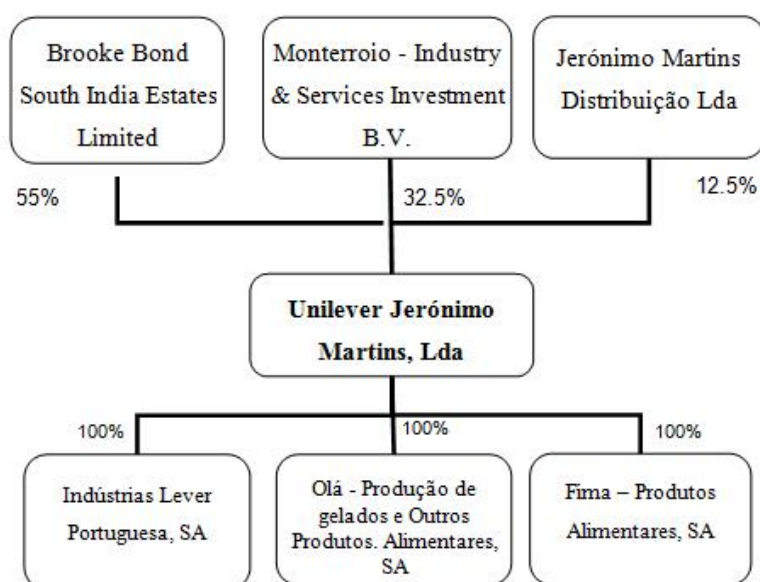 Brooke Bond
South India Estates
Limited
Monterroio - Industry
& Services Investment
B.V.
Jerónimo Martins
Distribuição Lda
55%
32.5%
12.5%
Unilever Jerónimo
Martins, Lda
100%
100%
100%
Indústrias Lever
Portuguesa, SA
Olá - Produção de
gelados e Outros
Produtos. Alimentares,
SA
Fima – Produtos
Alimentares, SA